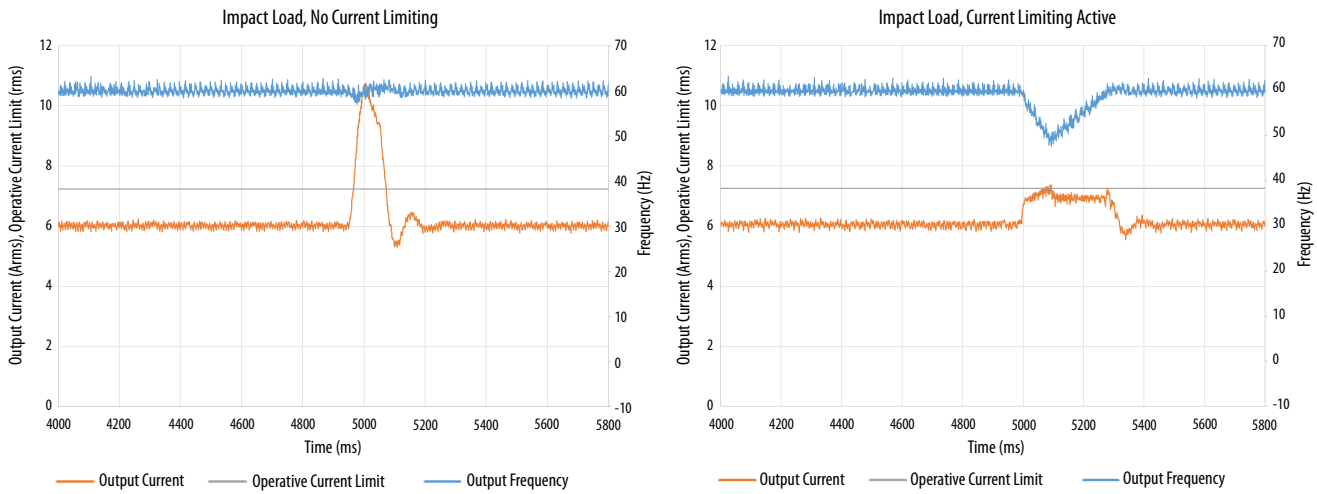 Impact Load, No Current Limiting
Output Current (Arms), Operative Current Limit (rms)
12
10
8
6
4
2
0
70
60
50
40
30
20
10
0
-10
Frequency (Hz)
4000 4200 4400 4600 4800 5000 5200 5400 5600 5800
Time (ms)
Output Current Operative Current Limit Output Frequency
Impact Load, Current Limiting Active
Output Current (Arms), Operative Current Limit (rms)
12
10
8
6
4
2
0
70
60
50
40
30
20
10
0
-10
Frequency (Hz)
4000 4200 4400 4600 4800 5000 5200 5400 5600 5800
Time (ms)
Output Current Operative Current Limit Output Frequency